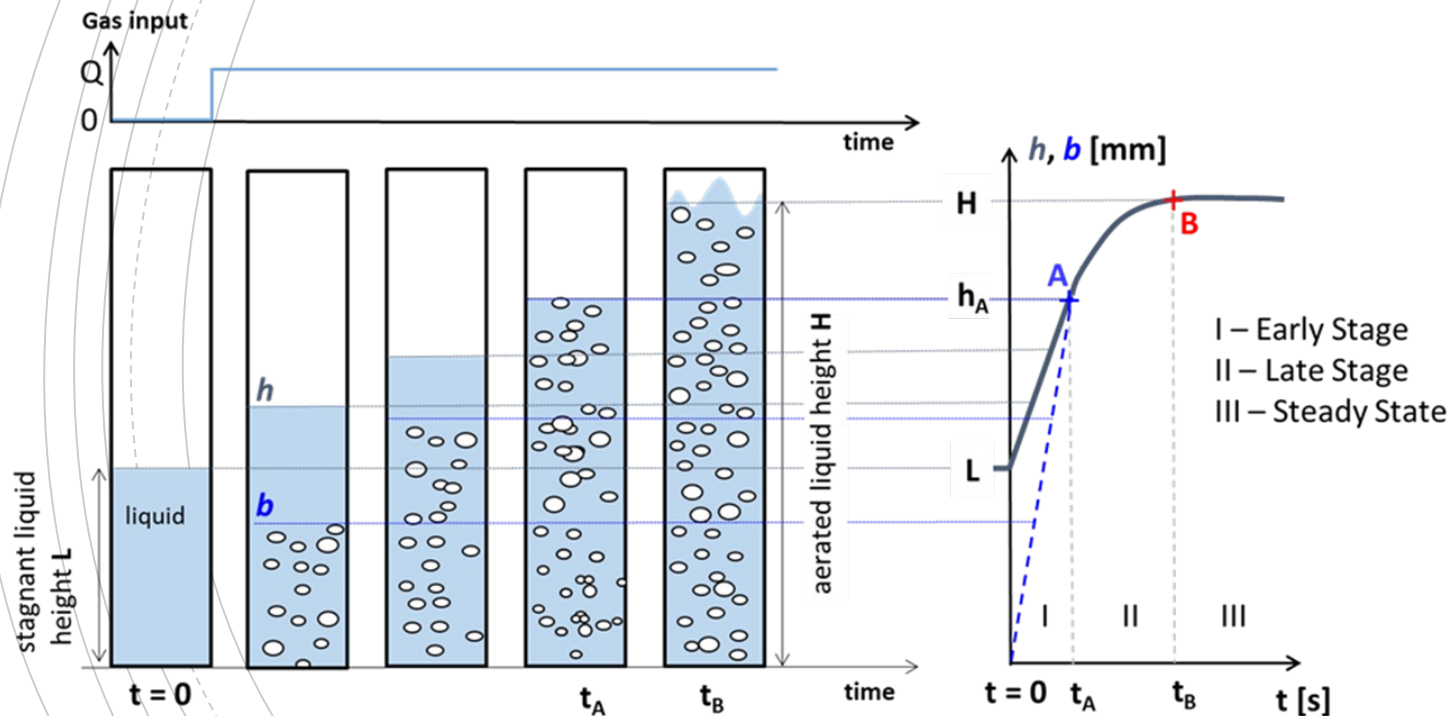 Gas input
Q
0
time
h, b [mm]
H
B
A
hA
I – Early Stage
II – Late Stage
III – Steady State
h
aerated liquid height H
L
stagnant liquid
height L
liquid
b
I
II
III
t = 0
tA
tB
time
t = 0
tA
tB
t [s]